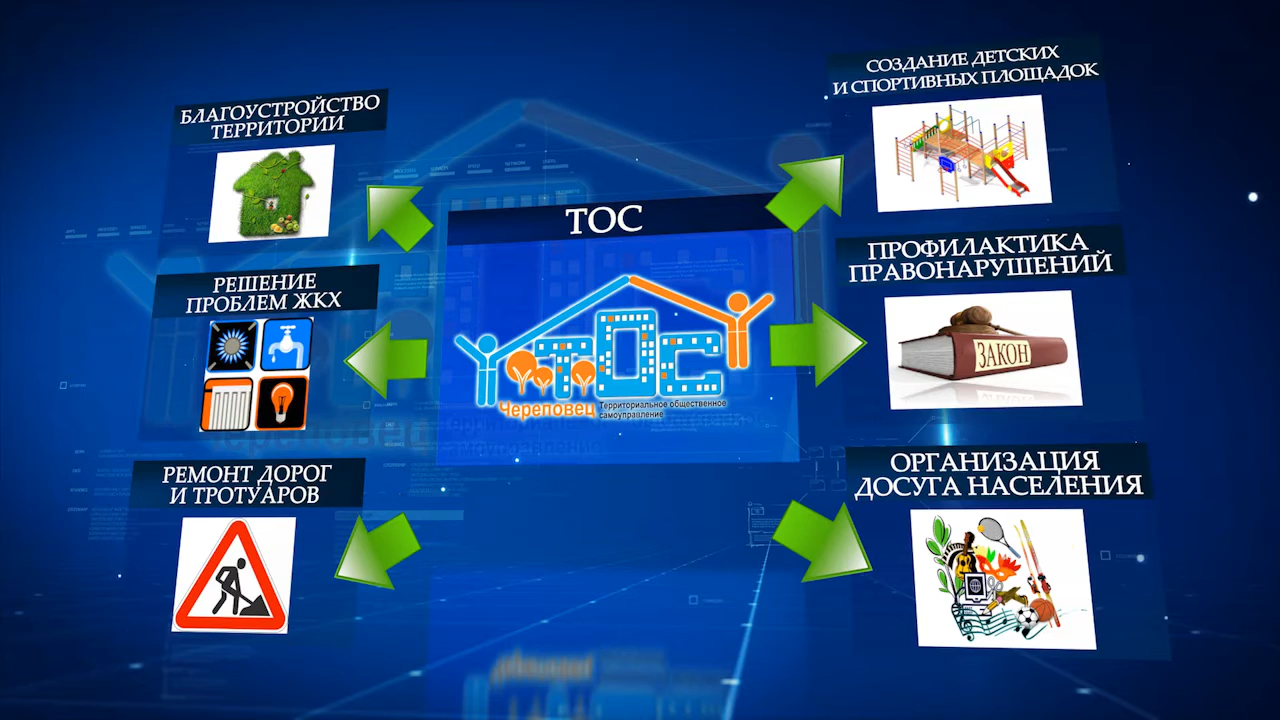 БЛАГОУСТРОЙСТВО
ТЕРРИТОРИИ
РЕШЕНИЕ
ПРОБЛЕМ ЖКХ
РЕМОНТ ДОРОГ
И ТРОТУАРОВ
ТОС
ТОС
Череповец
Территориальное общественное
самоуправление
СОЗДАНИЕ ДЕТСКИХ
И СПОРТИВНЫХ ПЛОЩАДОК
ПРОФИЛАКТИКА
ПРАВОНАРУШЕНИЙ
ЗАКОН
ОРГАНИЗАЦИЯ
ДОСУГА НАСЕЛЕНИЯ